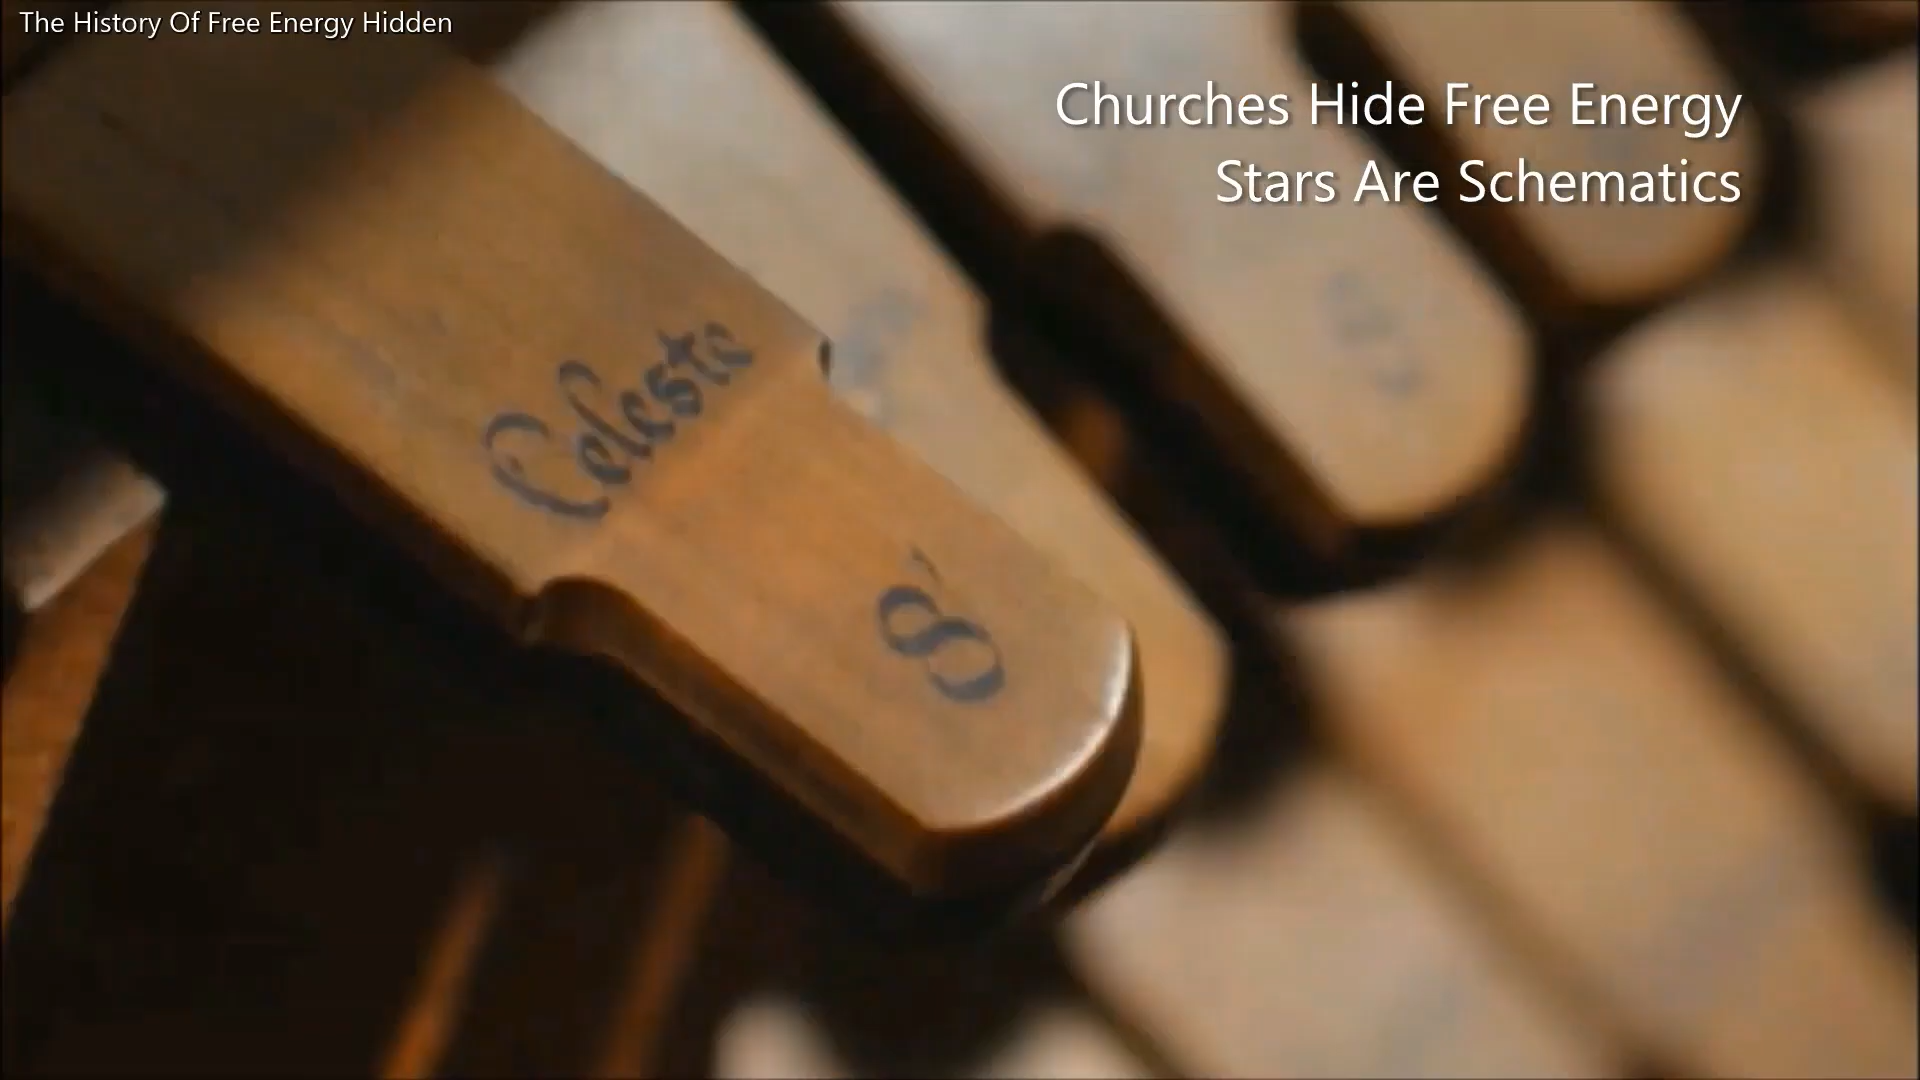 The History Of Free Energy Hidden
Churches Hide Free Energy
Stars Are Schematics
Celeste
8'